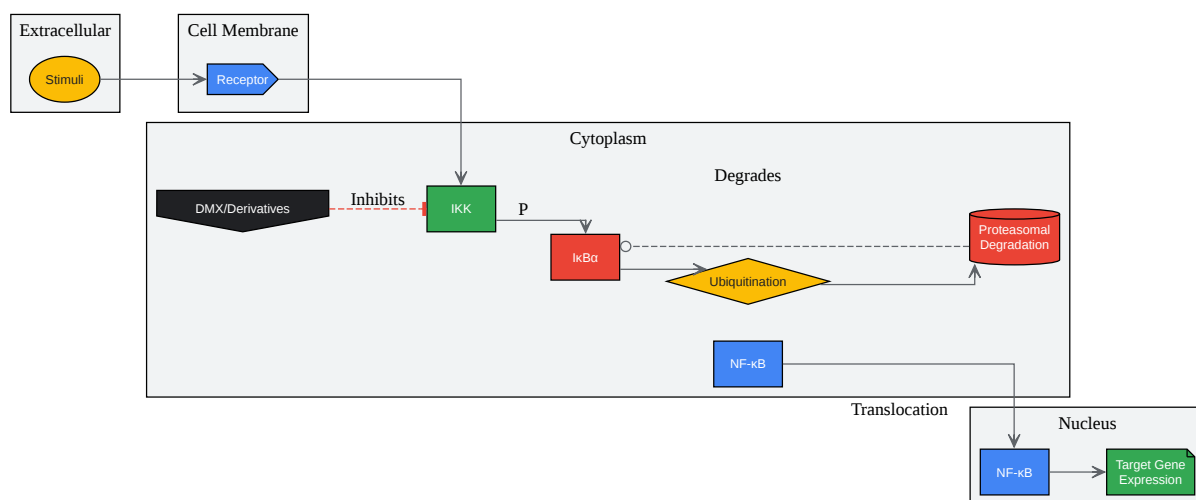 Extracellular
Cell Membrane
Stimuli
Receptor
Cytoplasm
Degrades
DMX/Derivatives
Inhibits
IKK
P
Proteasomal
Degradation
IκBα
Ubiquitination
NF-κB
Translocation
Nucleus
NF-κB
Target Gene
Expression